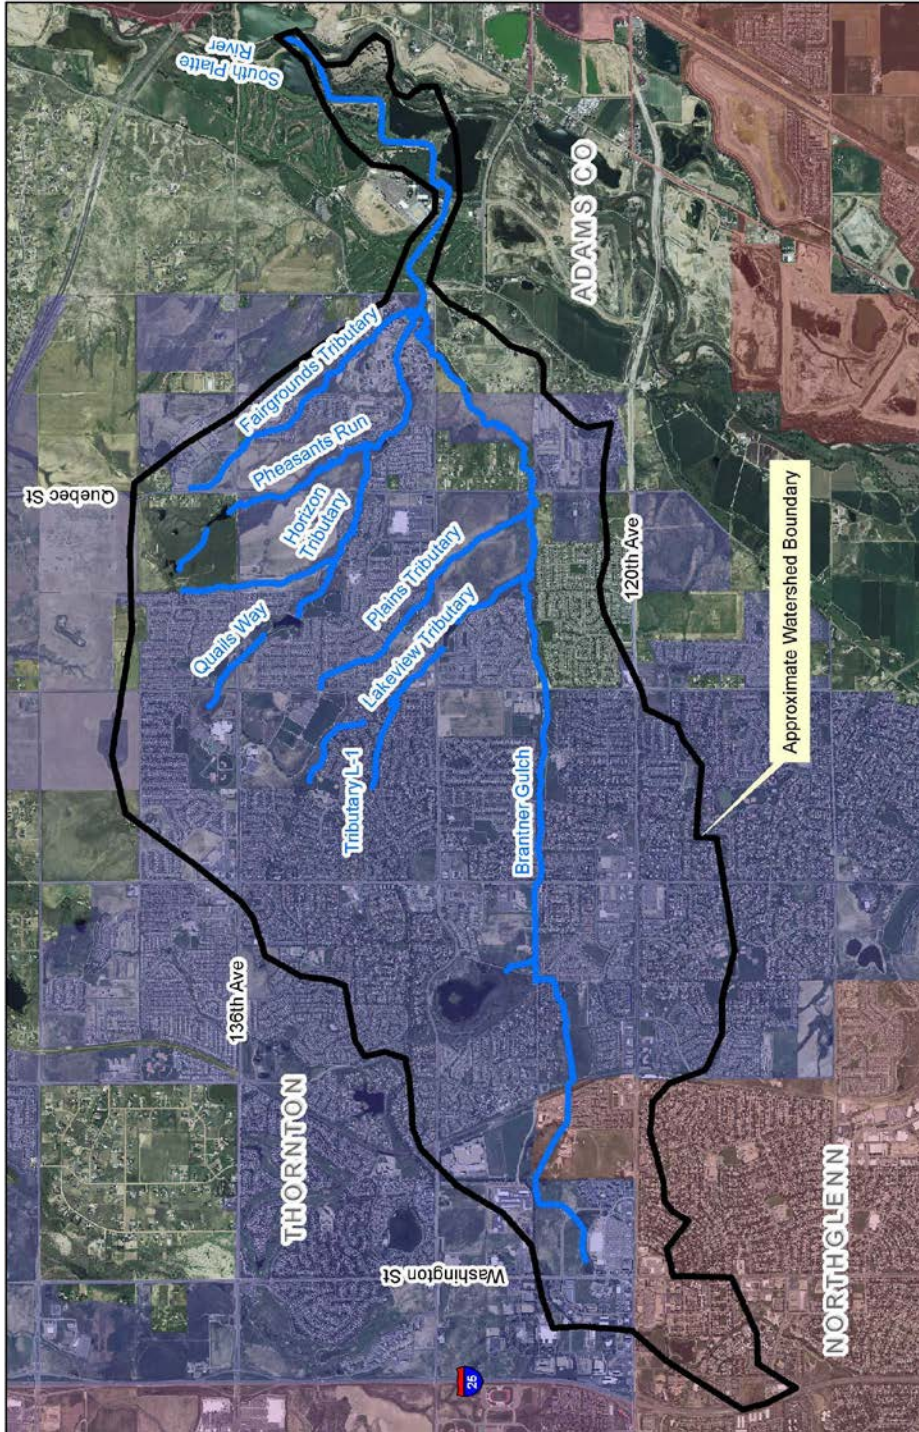 South Platte
River
Fairgrounds Tributary
ADAMS CO
Pheasants Run
Quebec St
Horizon
Tributary
Plains Tributary
120th Ave
Quails Way
Lakeview Tributary
Approximate Watershed Boundary
Tributary L-1
Brantner Gulch
136th Ave
THORNTON
Washington St
NORTHGLENN
25